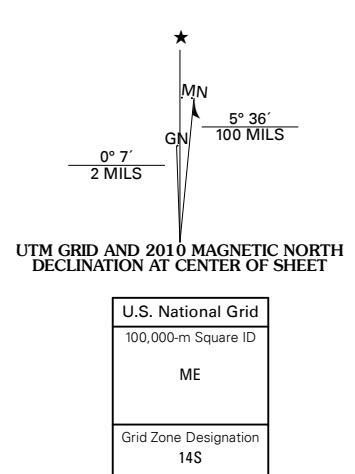 ★
MN
GN
5° 36´
100 MILS
0° 7´
2 MILS
UTM GRID AND 2010 MAGNETIC NORTH
DECLINATION AT CENTER OF SHEET
U.S. National Grid
100,000-m Square ID
ME
Grid Zone Designation
14S